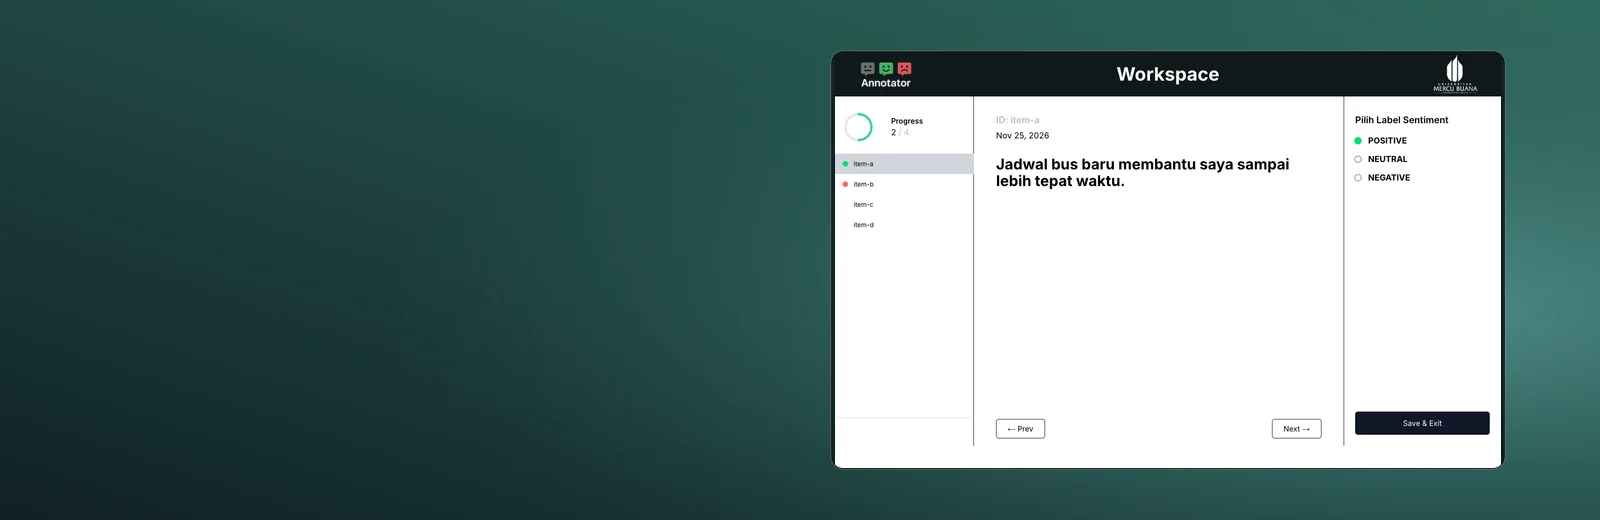 Annotator
Workspace
UNIVERSITAS
MERCU BUANA
Progress
2 / 4
item-a
item-b
item-c
item-d
ID: item-a
Nov 25, 2026
Jadwal bus baru membantu saya sampai
lebih tepat waktu.
← Prev
Next →
Pilih Label Sentiment
POSITIVE
NEUTRAL
NEGATIVE
Save & Exit